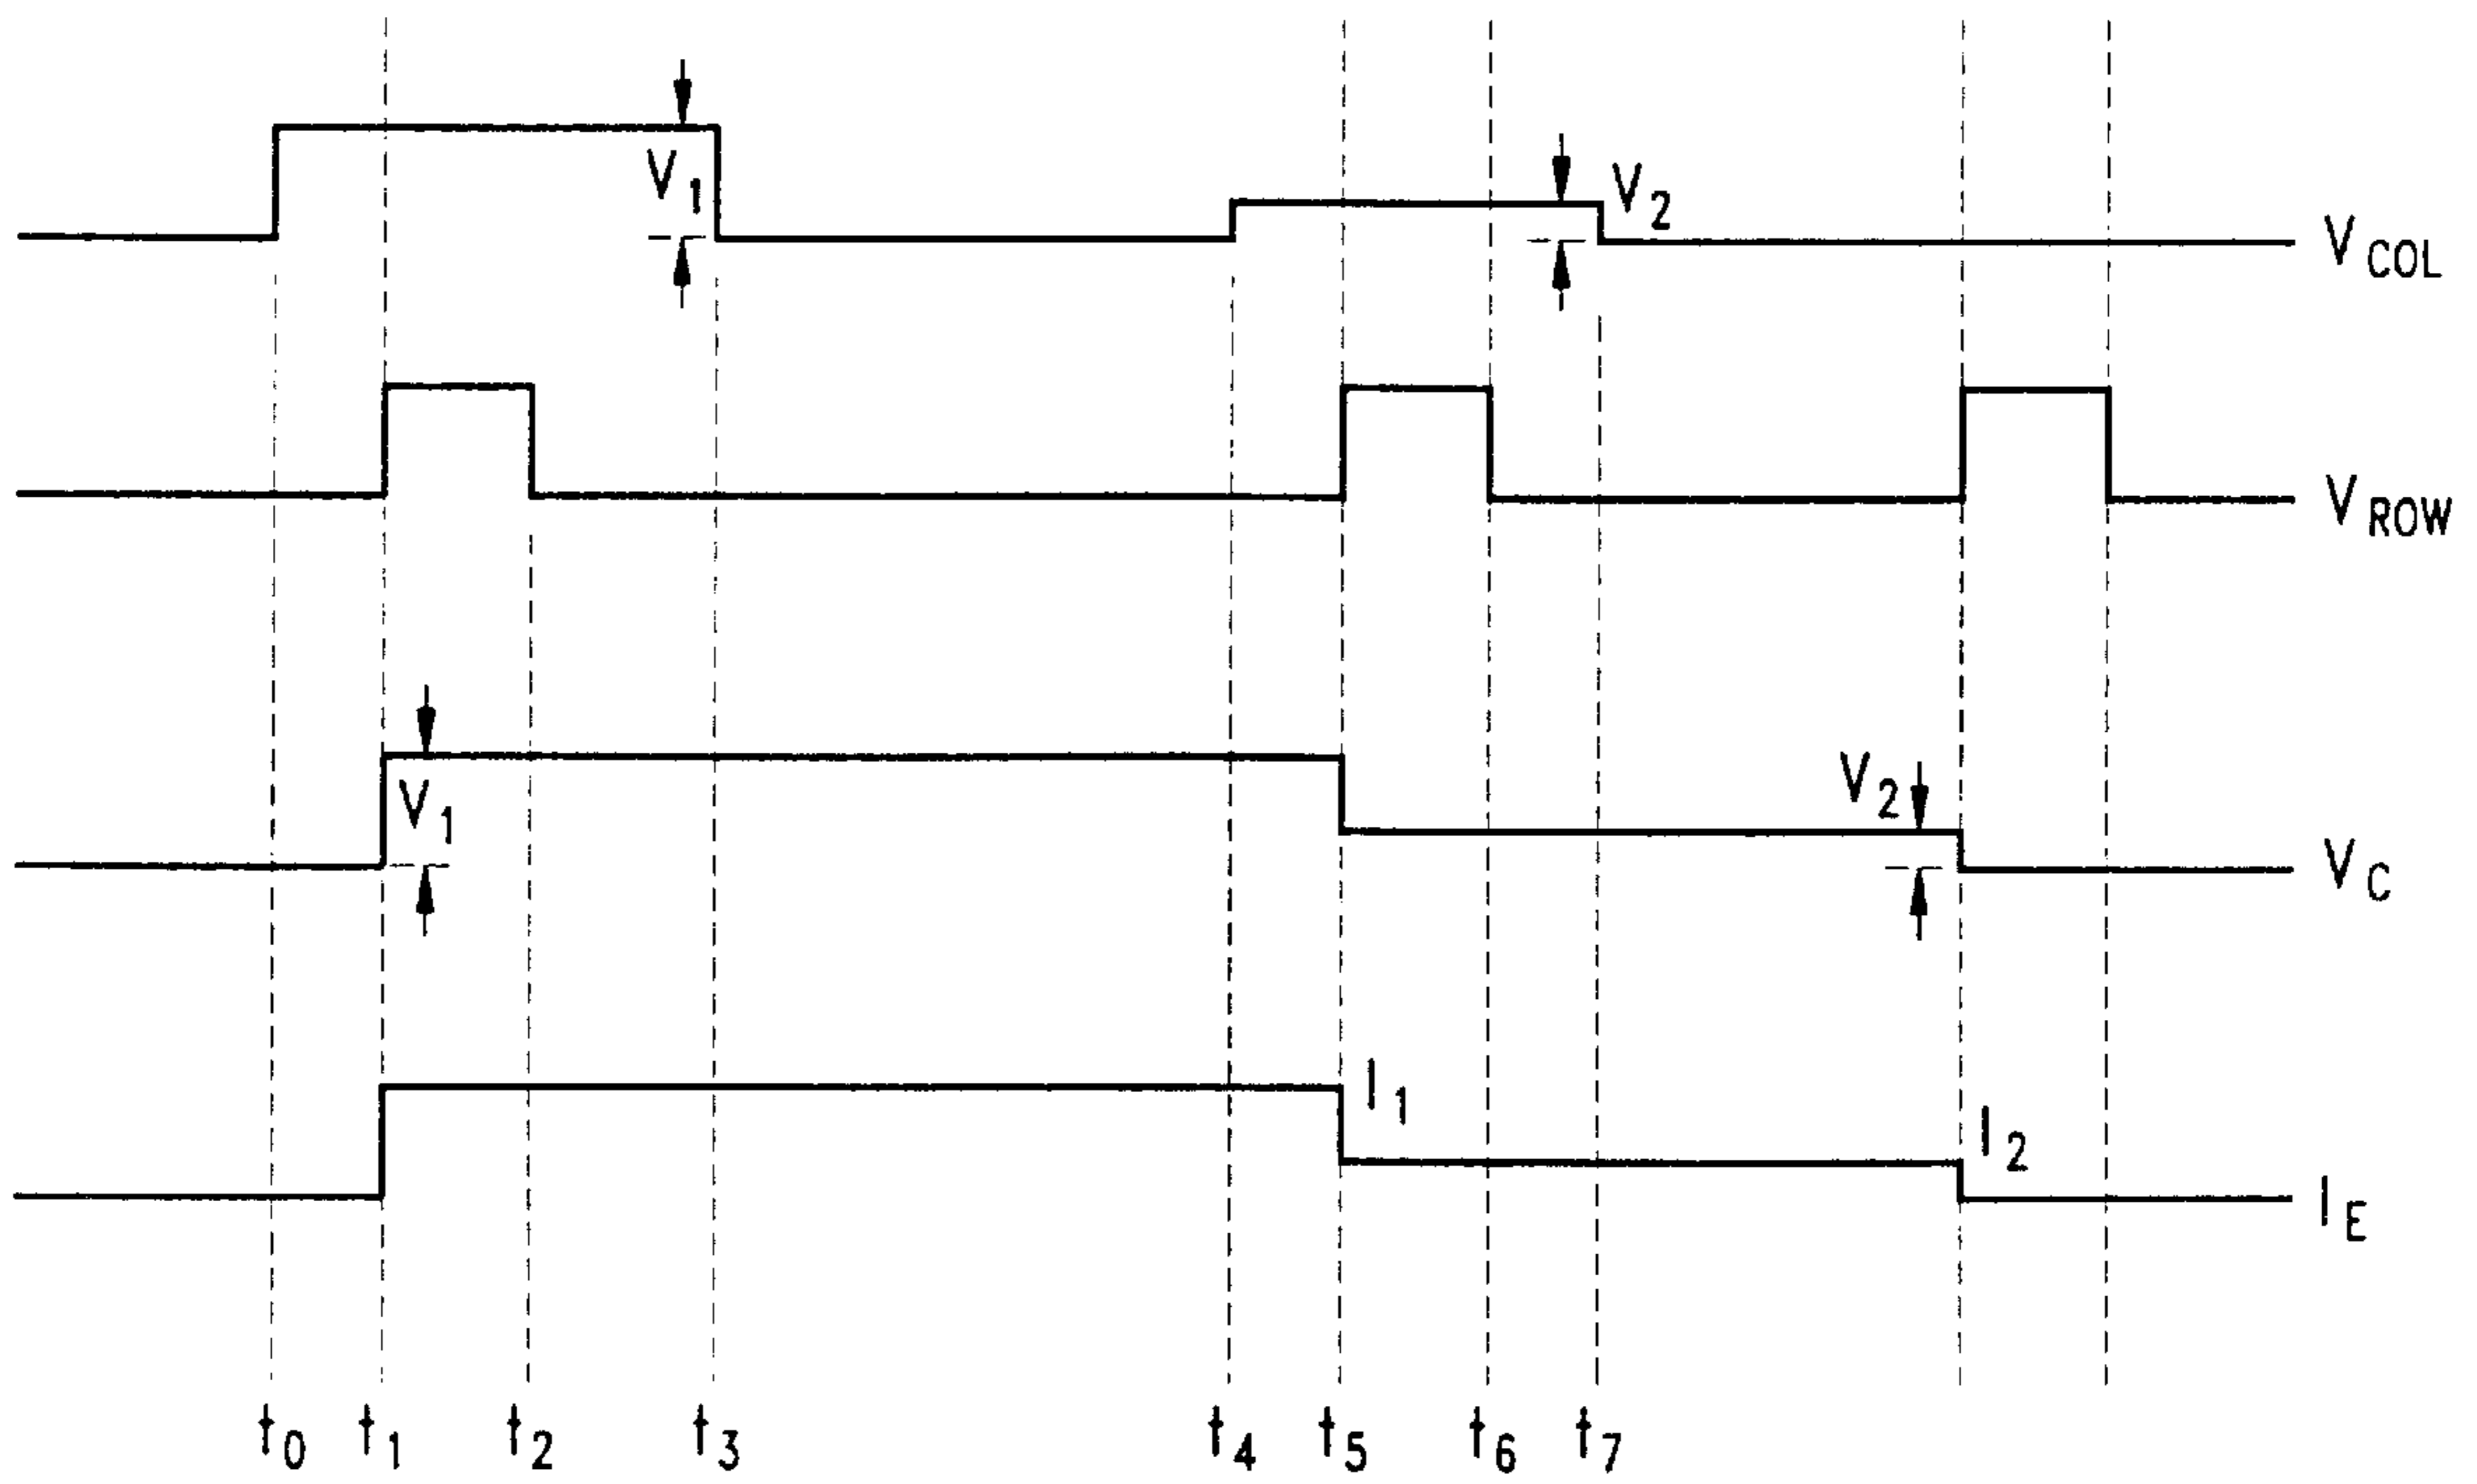 V1
V2
VCOL
VROW
V1
V2
VC
I1
I2
IE
t0 t1 t2 t3 t4 t5 t6 t7